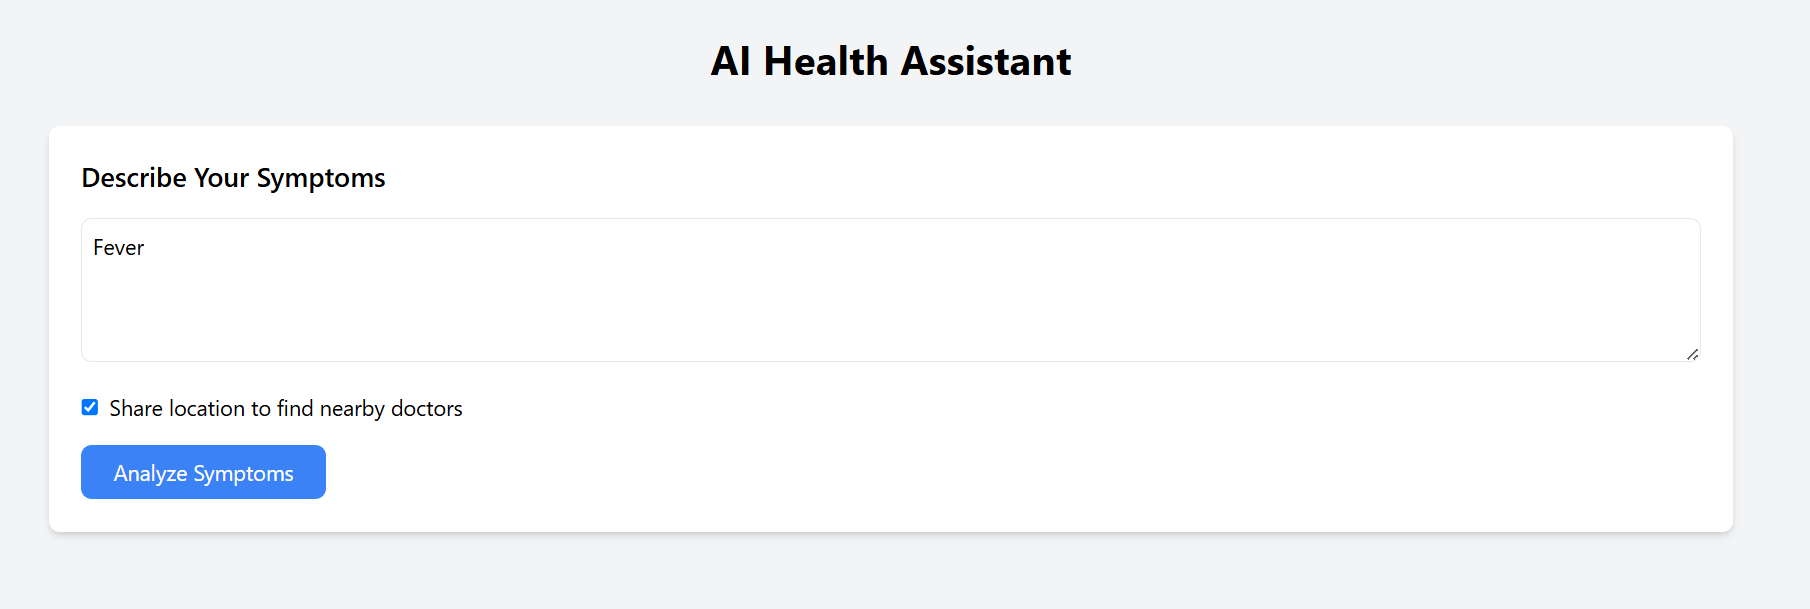 AI Health Assistant
Describe Your Symptoms
Fever
Share location to find nearby doctors
Analyze Symptoms